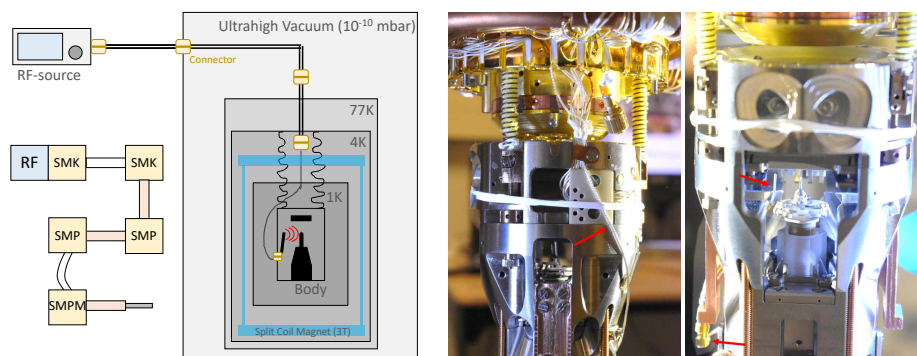 Ultrahigh Vacuum (10⁻¹⁰ mbar)
RF-source
Connector
77K
4K
1K
Body
Split Coil Magnet (3T)
RF
SMK
SMK
SMP
SMP
SMPM